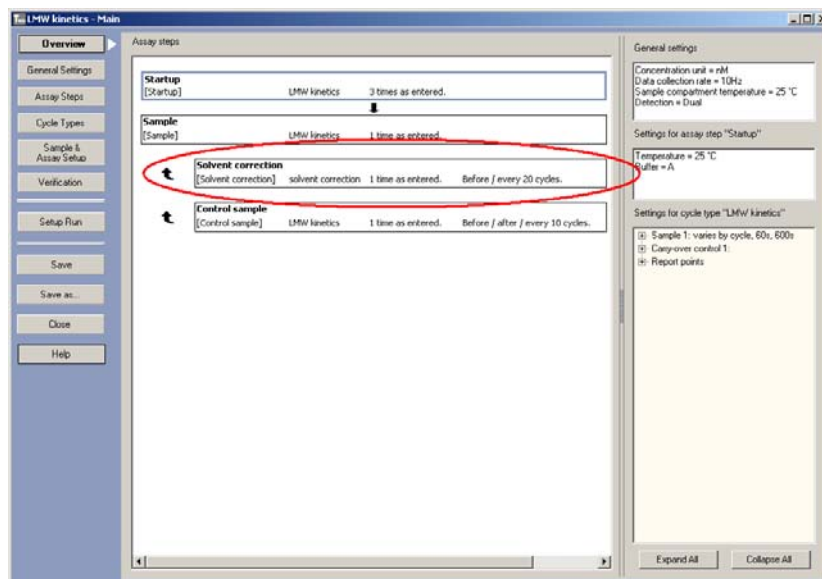 LMW kinetics - Main
Overview
General Settings
Assay Steps
Cycle Types
Sample &
Assay Setup
Verification
Setup Run
Save
Save as...
Close
Help
Assay steps
Startup
[Startup] LMW kinetics 3 times as entered.
Sample
[Sample] LMW kinetics 1 time as entered.
Solvent correction
[Solvent correction] solvent correction 1 time as entered. Before / every 20 cycles.
Control sample
[Control sample] LMW kinetics 1 time as entered. Before / after / every 10 cycles.
General settings
Concentration unit = nM
Data collection rate = 10Hz
Sample compartment temperature = 25 °C
Detection = Dual
Settings for assay step "Startup"
Temperature = 25 °C
Buffer = A
Settings for cycle type "LMW kinetics"
Sample 1: varies by cycle, 60s, 600s
Carry-over control 1:
Report points
Expand All Collapse All